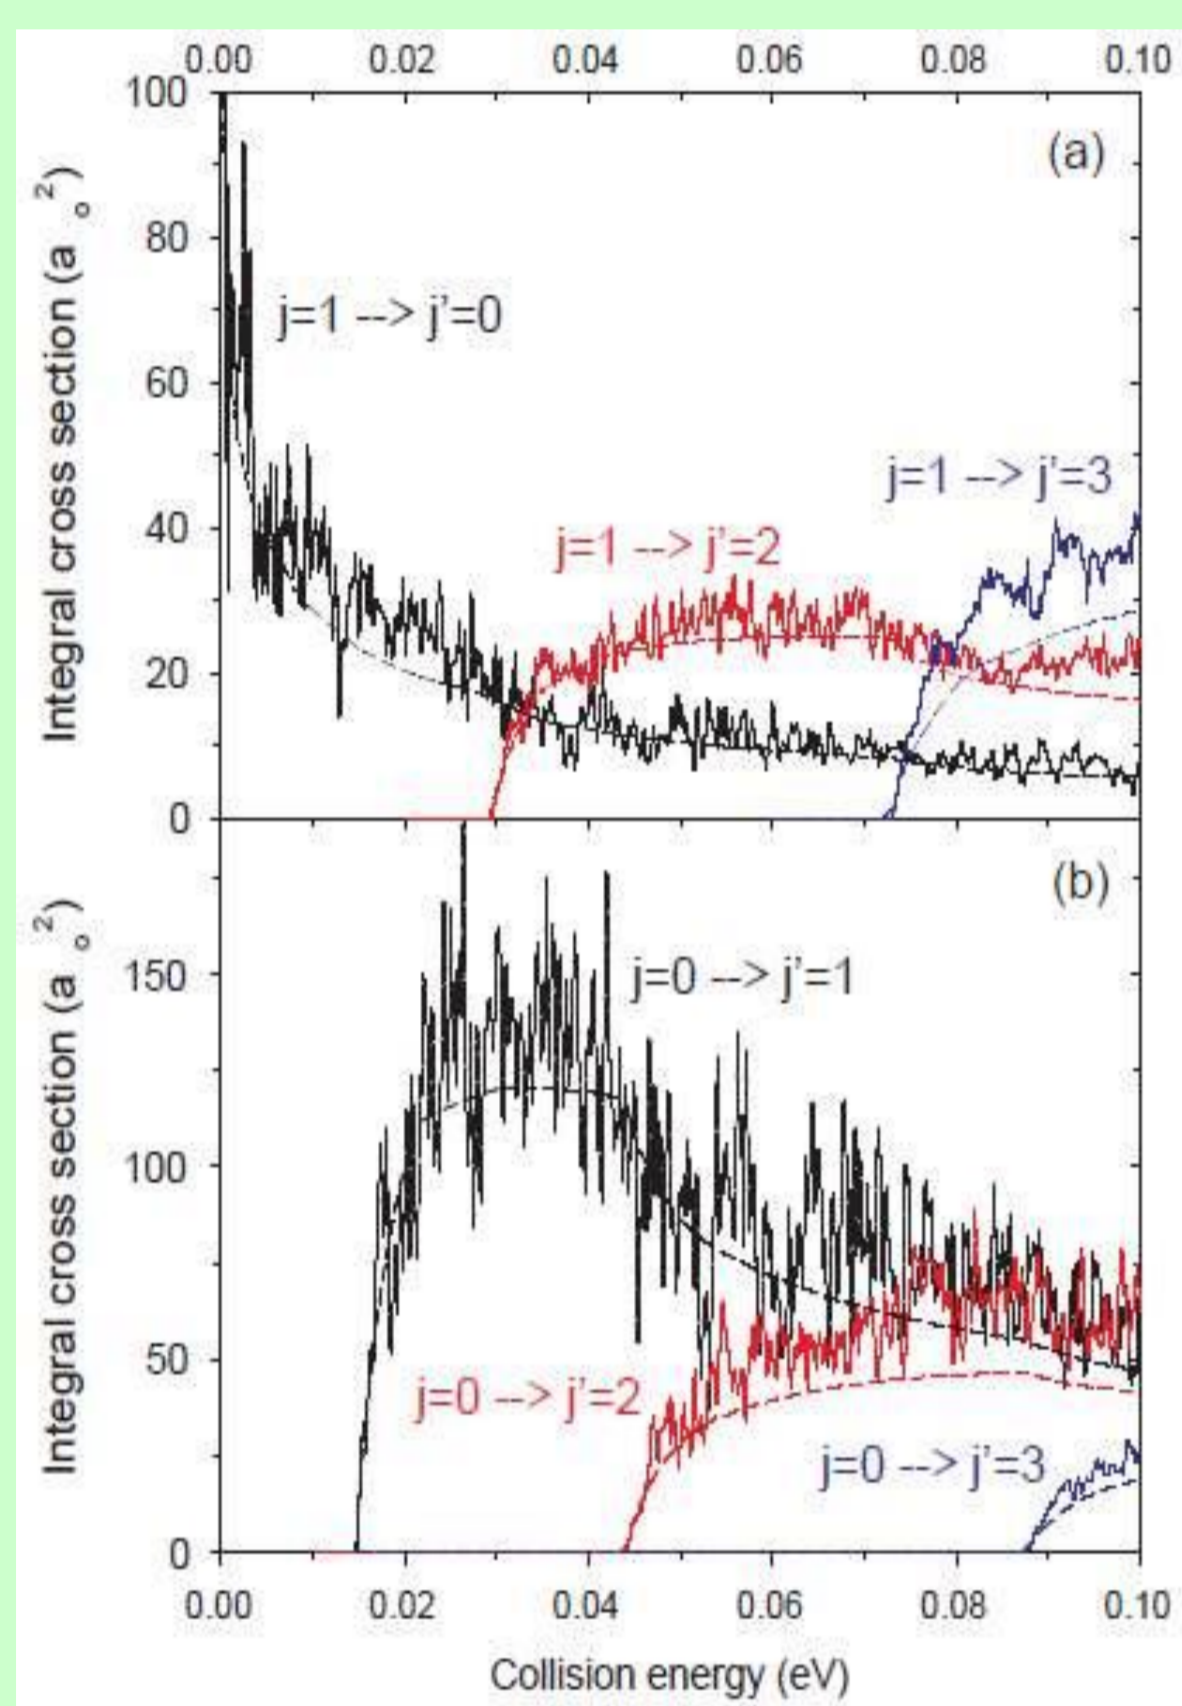 0.00 0.02 0.04 0.06 0.08 0.10
100
(a)
80
j=1 --> j'=0
60
j=1 --> j'=3
40
j=1 --> j'=2
20
0
Integral cross section (a₀²)
(b)
150
j=0 --> j'=1
100
50
j=0 --> j'=2
j=0 --> j'=3
0
Integral cross section (a₀²)
0.00 0.02 0.04 0.06 0.08 0.10
Collision energy (eV)